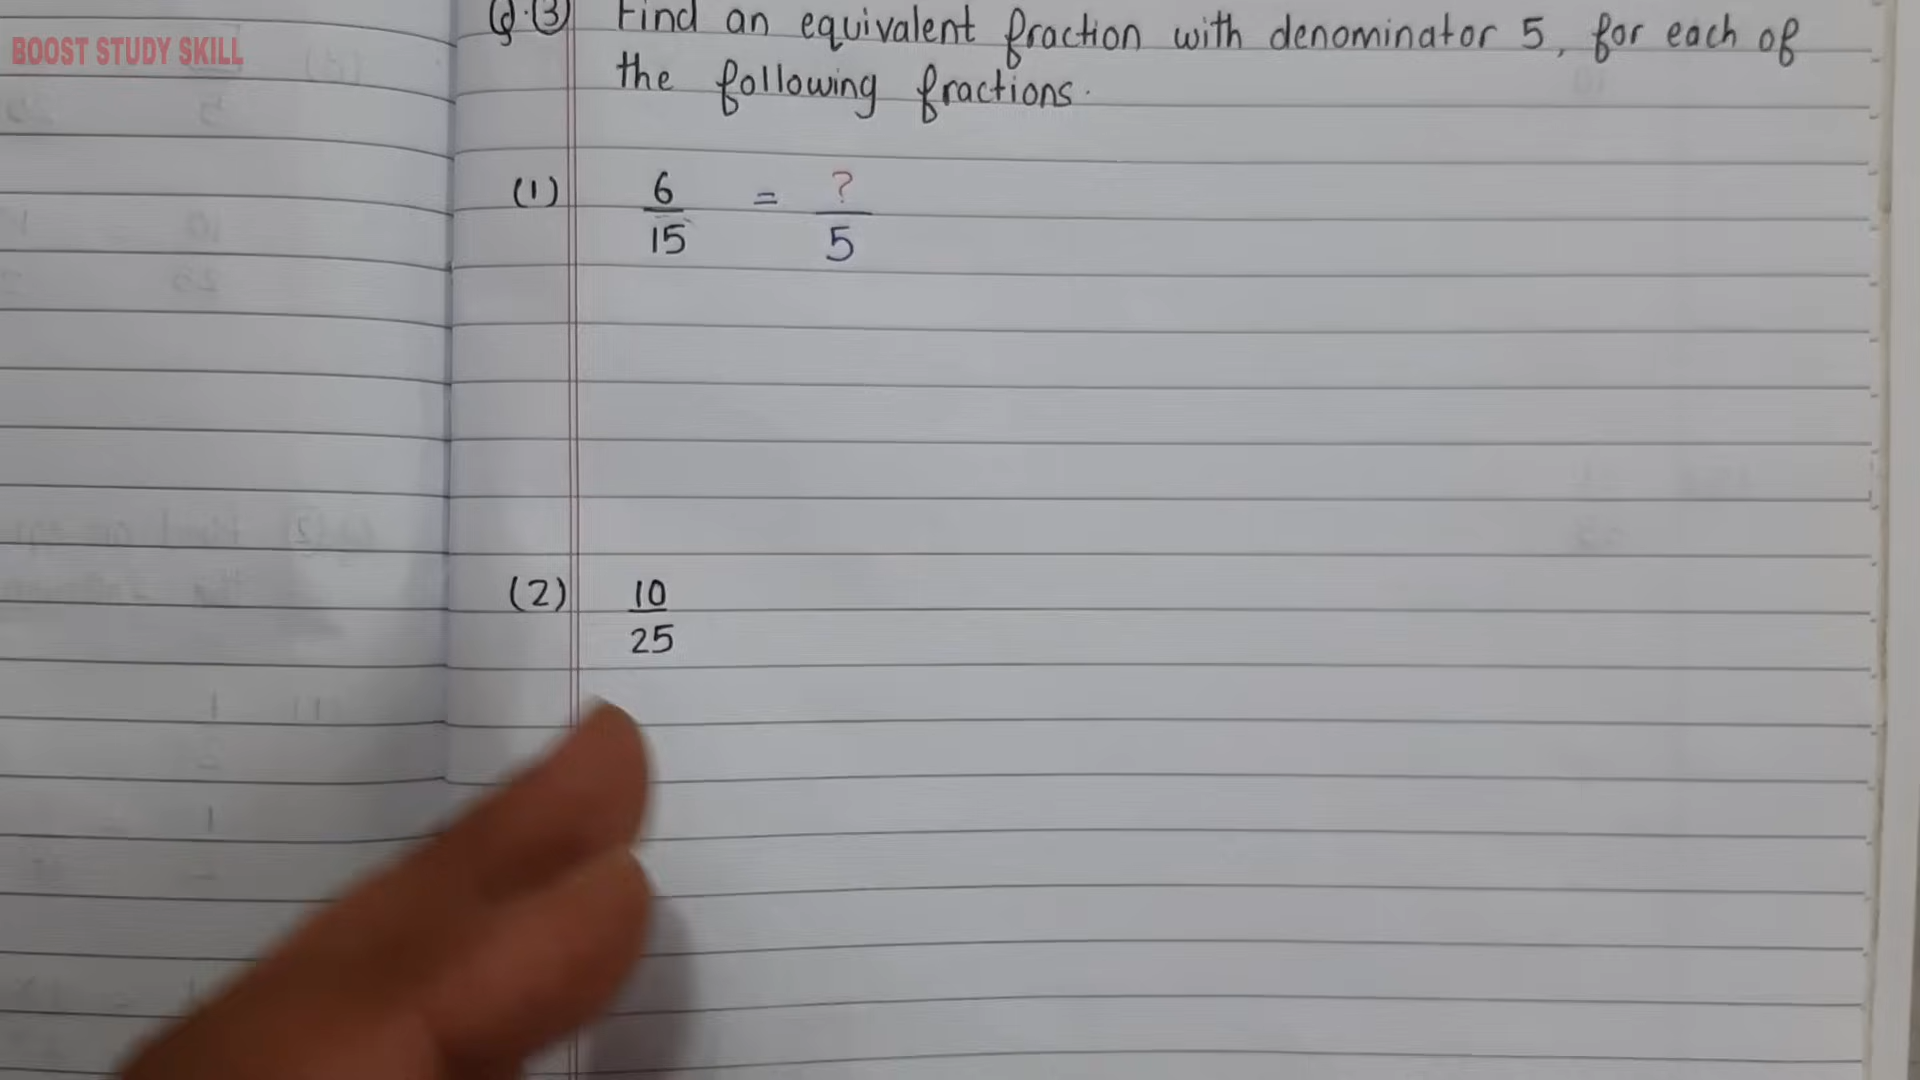 BOOST STUDY SKILL
Q.(3) Find an equivalent fraction with denominator 5, for each of
the following fractions.
(1) 6/15 = ?/5
(2) 10/25